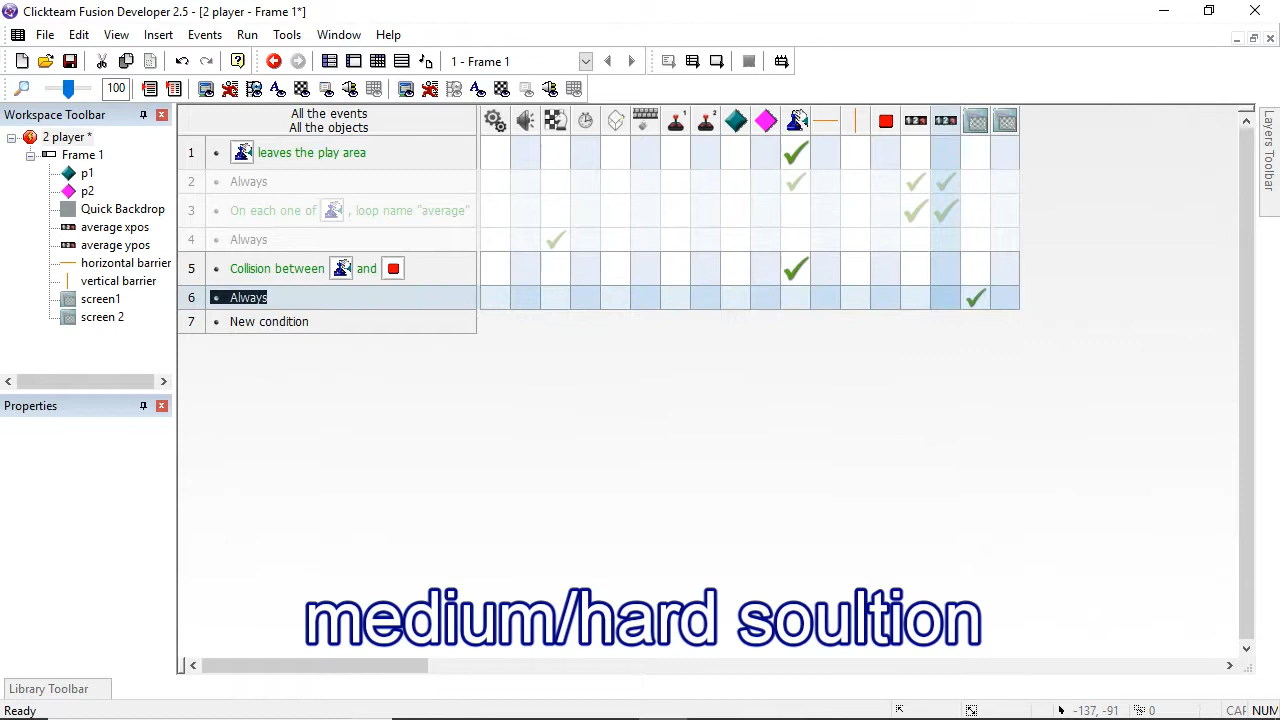 Clickteam Fusion Developer 2.5 - [2 player - Frame 1*]
File Edit View Insert Events Run Tools Window Help
1 - Frame 1
100
Workspace Toolbar
2 player *
Frame 1
p1
p2
Quick Backdrop
average xpos
average ypos
horizontal barrier
vertical barrier
screen1
screen 2
Properties
Library Toolbar
All the events
All the objects
1 • leaves the play area
2 • Always
3 • On each one of , loop name "average"
4 • Always
5 • Collision between and
6 • Always
7 • New condition
Layers Toolbar
medium/hard soultion
Ready
-137, -91
0
CAP
NUM